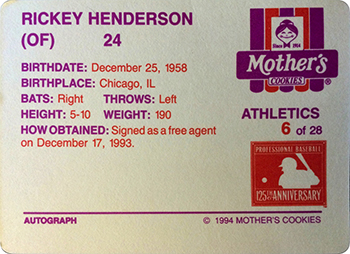 RICKEY HENDERSON
(OF) 24
BIRTHDATE: December 25, 1958
BIRTHPLACE: Chicago, IL
BATS: Right THROWS: Left
HEIGHT: 5-10 WEIGHT: 190
HOW OBTAINED: Signed as a free agent
on December 17, 1993.
Since 1914
Mother's
COOKIES
®
ATHLETICS
6 of 28
PROFESSIONAL BASEBALL
125TH ANNIVERSARY
AUTOGRAPH
© 1994 MOTHER'S COOKIES